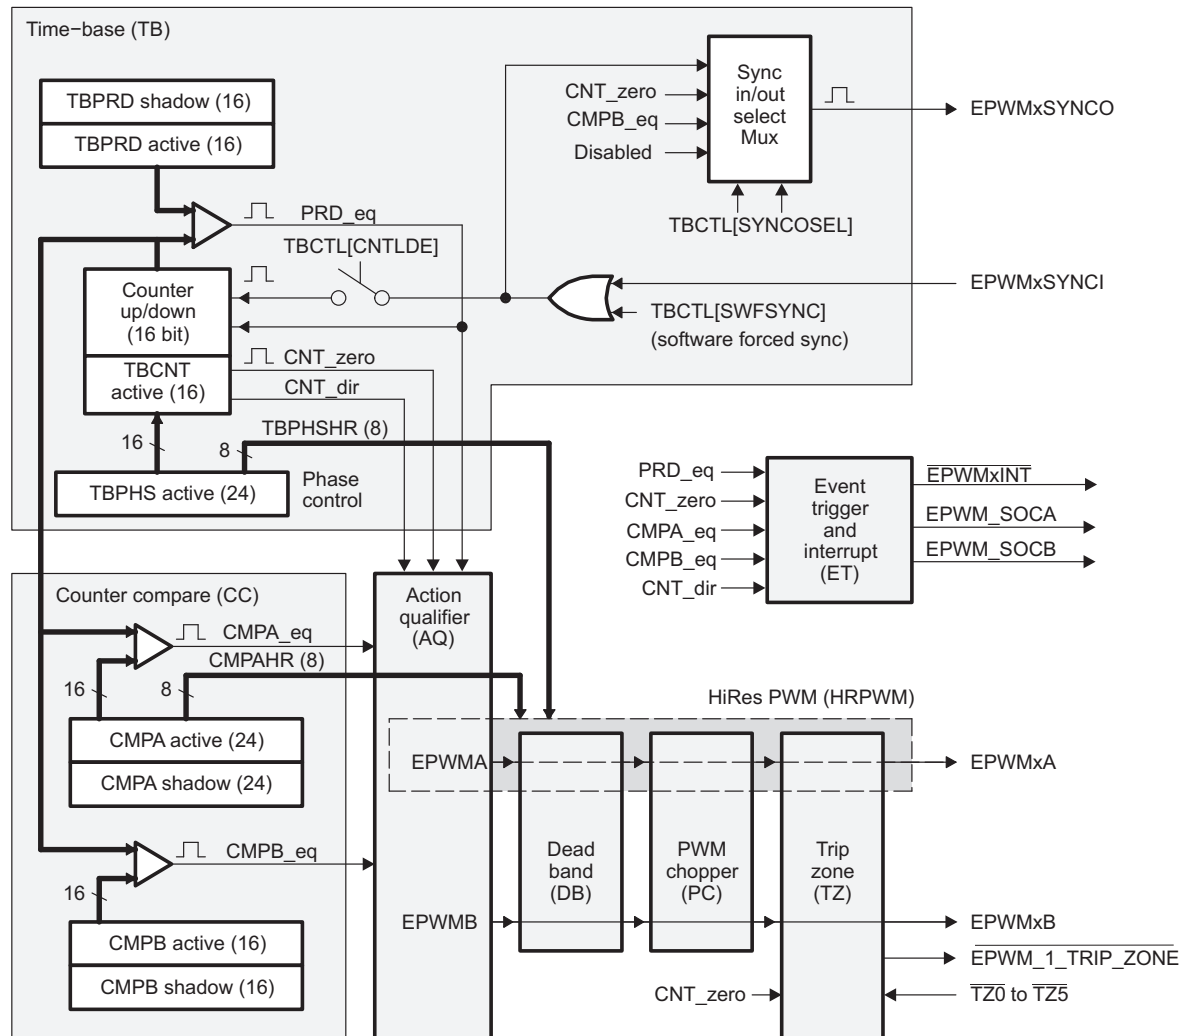 Time−base (TB)
TBPRD shadow (16)
TBPRD active (16)
CNT_zero
CMPB_eq
Disabled
Sync
in/out
select
Mux
EPWMxSYNCO
TBCTL[SYNCOSEL]
PRD_eq
TBCTL[CNTLDE]
Counter
up/down
(16 bit)
EPWMxSYNCI
TBCTL[SWFSYNC]
(software forced sync)
TBCNT
active (16)
CNT_zero
CNT_dir
16
8
TBPHSHR (8)
TBPHS active (24)
Phase
control
PRD_eq
CNT_zero
CMPA_eq
CMPB_eq
CNT_dir
Event
trigger
and
interrupt
(ET)
EPWMxINT
EPWM_SOCA
EPWM_SOCB
Counter compare (CC)
CMPA_eq
CMPAHR (8)
16
8
CMPA active (24)
CMPA shadow (24)
CMPB_eq
16
CMPB active (16)
CMPB shadow (16)
Action
qualifier
(AQ)
HiRes PWM (HRPWM)
EPWMA
EPWMxA
Dead
band
(DB)
PWM
chopper
(PC)
Trip
zone
(TZ)
EPWMB
EPWMxB
EPWM_1_TRIP_ZONE
CNT_zero
TZ0 to TZ5